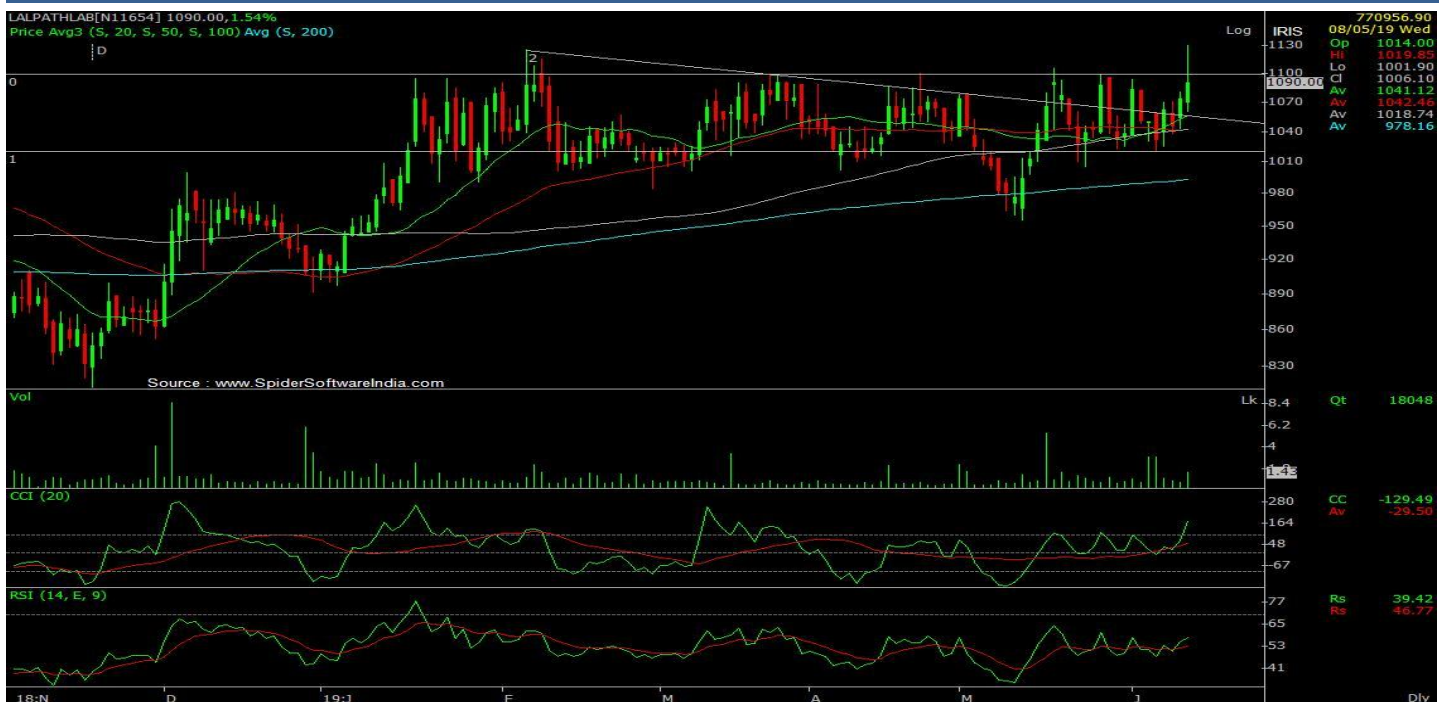 LALPATHLAB[N11654] 1090.00,1.54%
Price Avg3 (S, 20, S, 50, S, 100) Avg (S, 200)
D
0
1
2
Log
IRIS
1130
1100
1090.00
1070
1040
1010
980
950
920
890
860
830
770956.90
08/05/19 Wed
Op 1014.00
Hi 1019.85
Lo 1001.90
Cl 1006.10
Av 1041.12
Av 1042.46
Av 1018.74
Av 978.16
Source : www.SpiderSoftwareIndia.com
Vol
Lk
8.4
6.2
4
1.43
Qt 18048
CCI (20)
280
164
48
-67
CC -129.49
Av -29.50
RSI (14, E, 9)
77
65
53
41
Rs 39.42
Rs 46.77
18:N D 19:J F M A M J
Dly